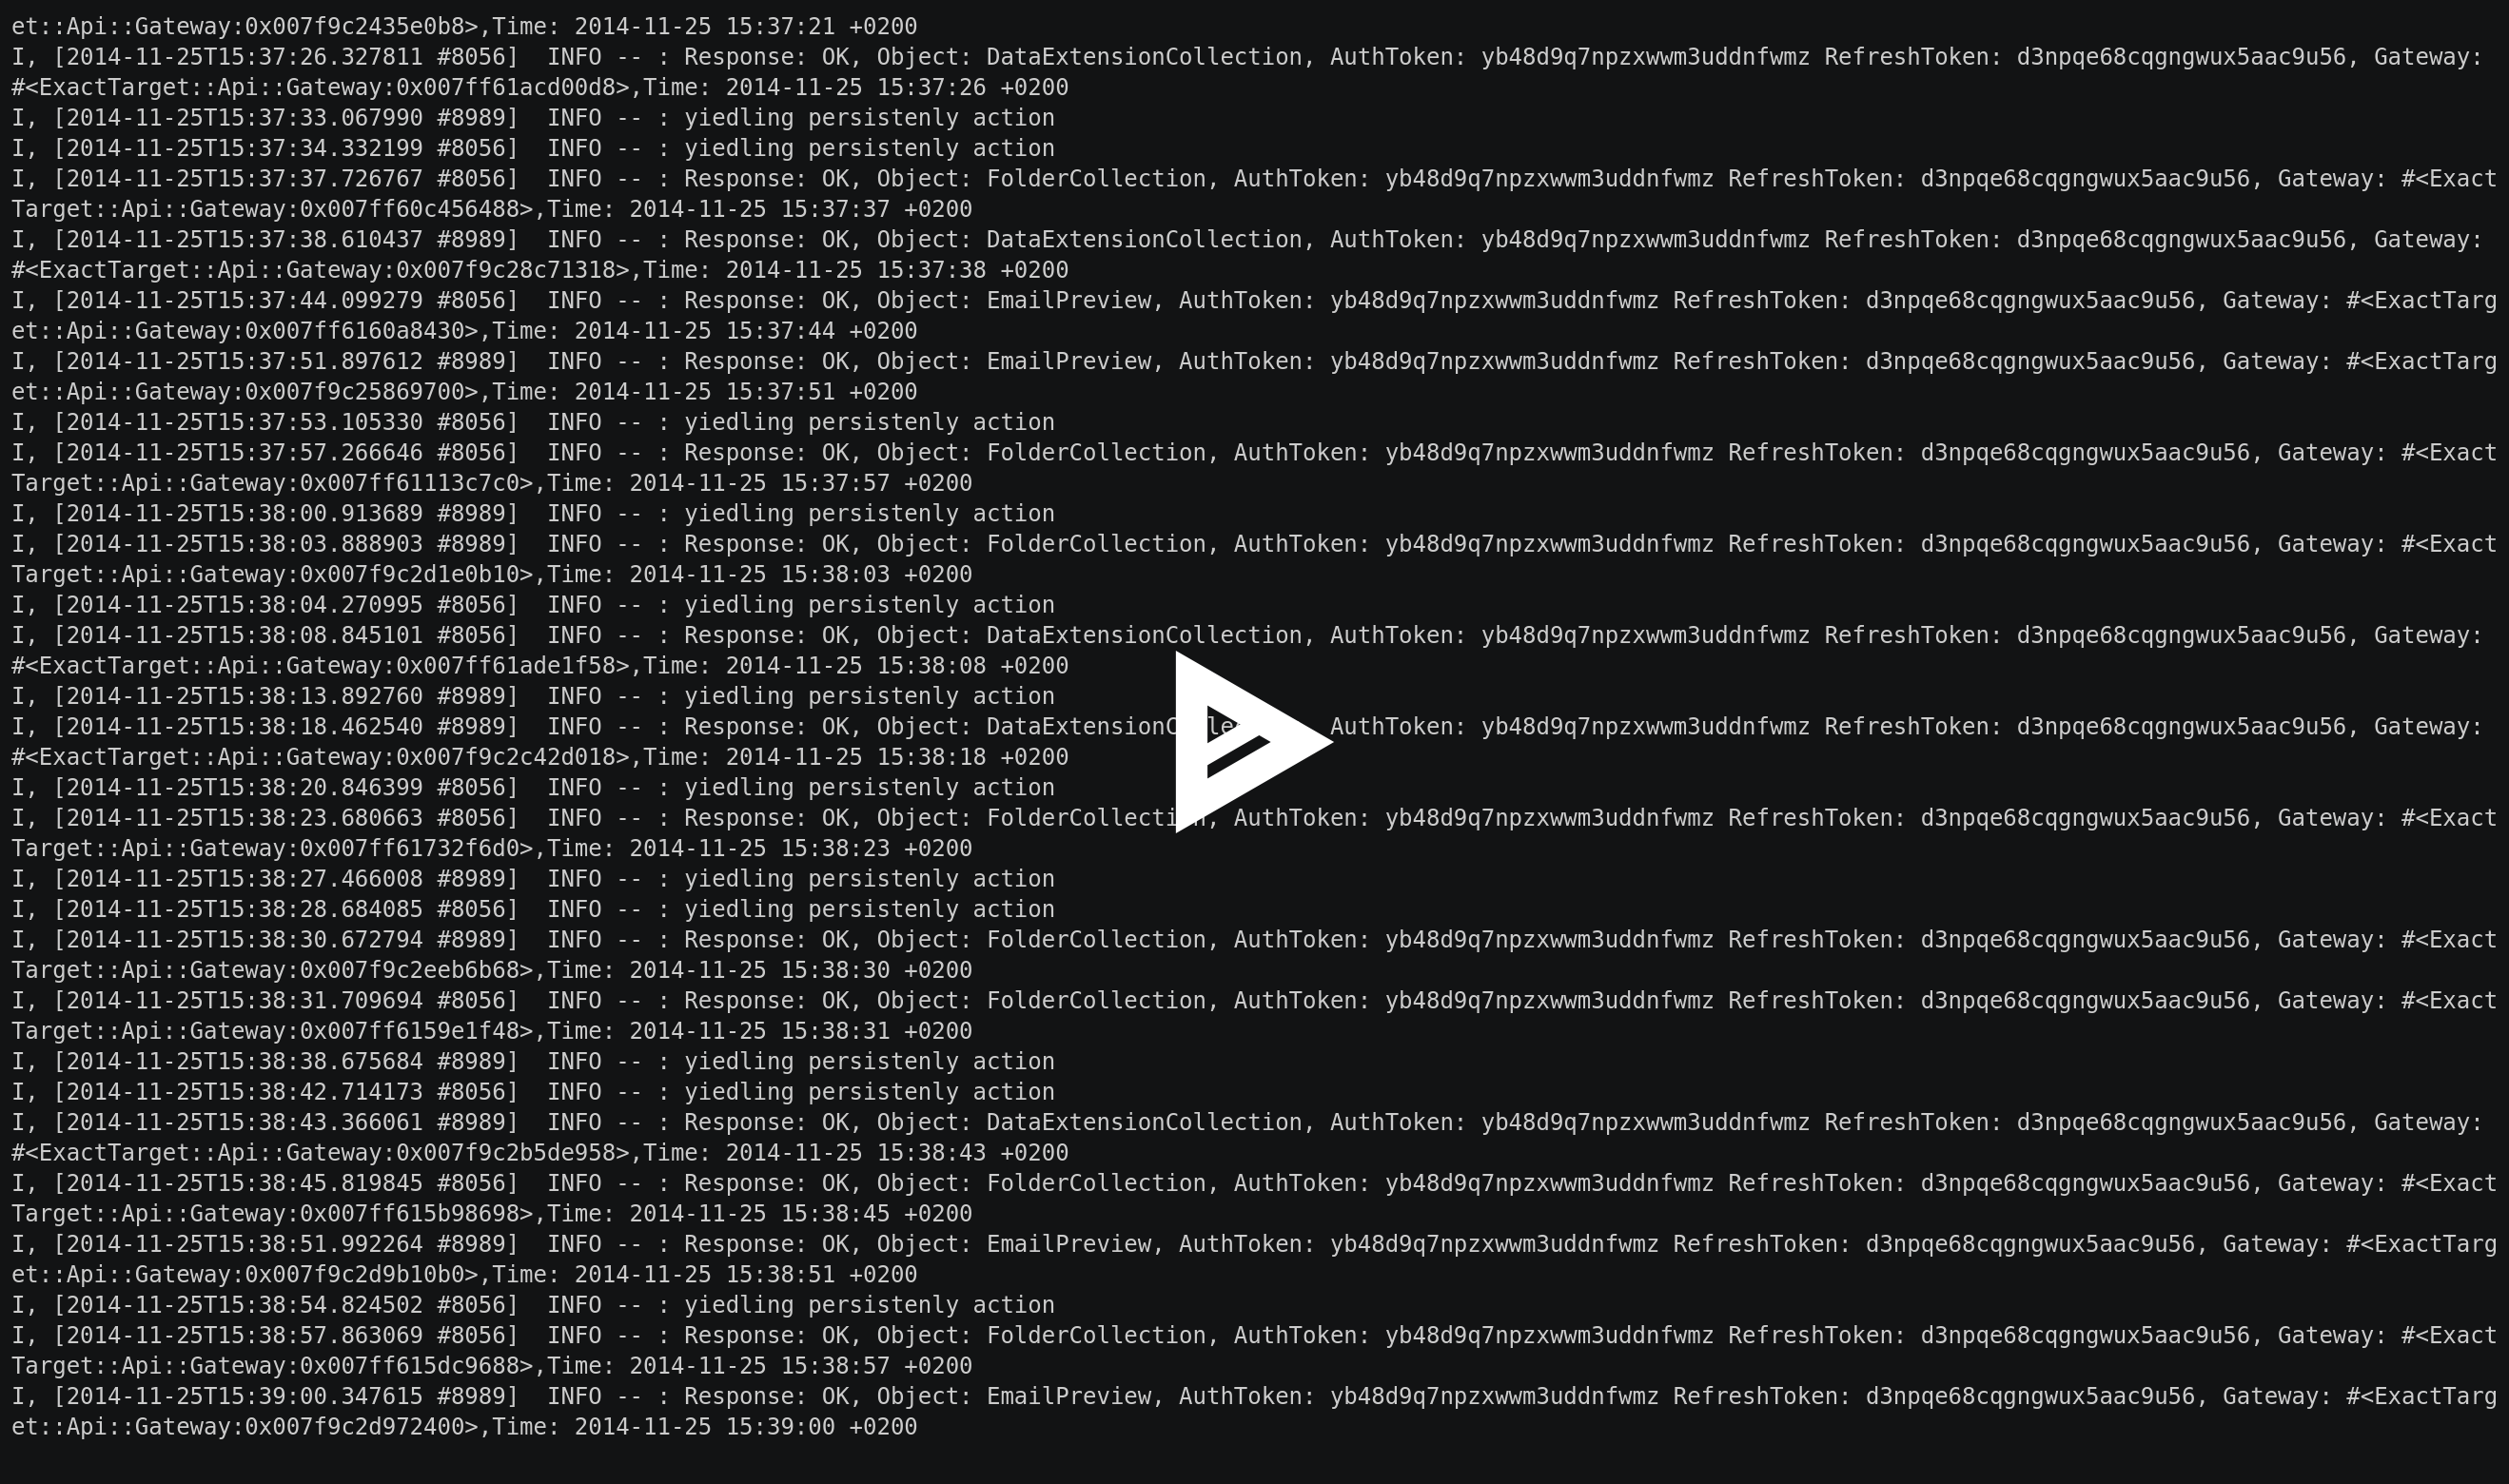 et::Api::Gateway:0x007f9c2435e0b8>,Time: 2014-11-25 15:37:21 +0200
I, [2014-11-25T15:37:26.327811 #8056]  INFO -- : Response: OK, Object: DataExtensionCollection, AuthToken: yb48d9q7npzxwwm3uddnfwmz RefreshToken: d3npqe68cqgngwux5aac9u56, Gateway:
#<ExactTarget::Api::Gateway:0x007ff61acd00d8>,Time: 2014-11-25 15:37:26 +0200
I, [2014-11-25T15:37:33.067990 #8989]  INFO -- : yiedling persistenly action
I, [2014-11-25T15:37:34.332199 #8056]  INFO -- : yiedling persistenly action
I, [2014-11-25T15:37:37.726767 #8056]  INFO -- : Response: OK, Object: FolderCollection, AuthToken: yb48d9q7npzxwwm3uddnfwmz RefreshToken: d3npqe68cqgngwux5aac9u56, Gateway: #<Exact
Target::Api::Gateway:0x007ff60c456488>,Time: 2014-11-25 15:37:37 +0200
I, [2014-11-25T15:37:38.610437 #8989]  INFO -- : Response: OK, Object: DataExtensionCollection, AuthToken: yb48d9q7npzxwwm3uddnfwmz RefreshToken: d3npqe68cqgngwux5aac9u56, Gateway:
#<ExactTarget::Api::Gateway:0x007f9c28c71318>,Time: 2014-11-25 15:37:38 +0200
I, [2014-11-25T15:37:44.099279 #8056]  INFO -- : Response: OK, Object: EmailPreview, AuthToken: yb48d9q7npzxwwm3uddnfwmz RefreshToken: d3npqe68cqgngwux5aac9u56, Gateway: #<ExactTarg
et::Api::Gateway:0x007ff6160a8430>,Time: 2014-11-25 15:37:44 +0200
I, [2014-11-25T15:37:51.897612 #8989]  INFO -- : Response: OK, Object: EmailPreview, AuthToken: yb48d9q7npzxwwm3uddnfwmz RefreshToken: d3npqe68cqgngwux5aac9u56, Gateway: #<ExactTarg
et::Api::Gateway:0x007f9c25869700>,Time: 2014-11-25 15:37:51 +0200
I, [2014-11-25T15:37:53.105330 #8056]  INFO -- : yiedling persistenly action
I, [2014-11-25T15:37:57.266646 #8056]  INFO -- : Response: OK, Object: FolderCollection, AuthToken: yb48d9q7npzxwwm3uddnfwmz RefreshToken: d3npqe68cqgngwux5aac9u56, Gateway: #<Exact
Target::Api::Gateway:0x007ff61113c7c0>,Time: 2014-11-25 15:37:57 +0200
I, [2014-11-25T15:38:00.913689 #8989]  INFO -- : yiedling persistenly action
I, [2014-11-25T15:38:03.888903 #8989]  INFO -- : Response: OK, Object: FolderCollection, AuthToken: yb48d9q7npzxwwm3uddnfwmz RefreshToken: d3npqe68cqgngwux5aac9u56, Gateway: #<Exact
Target::Api::Gateway:0x007f9c2d1e0b10>,Time: 2014-11-25 15:38:03 +0200
I, [2014-11-25T15:38:04.270995 #8056]  INFO -- : yiedling persistenly action
I, [2014-11-25T15:38:08.845101 #8056]  INFO -- : Response: OK, Object: DataExtensionCollection, AuthToken: yb48d9q7npzxwwm3uddnfwmz RefreshToken: d3npqe68cqgngwux5aac9u56, Gateway:
#<ExactTarget::Api::Gateway:0x007ff61ade1f58>,Time: 2014-11-25 15:38:08 +0200
I, [2014-11-25T15:38:13.892760 #8989]  INFO -- : yiedling persistenly action
I, [2014-11-25T15:38:18.462540 #8989]  INFO -- : Response: OK, Object: AuthToken: yb48d9q7npzxwwm3uddnfwmz RefreshToken: d3npqe68cqgngwux5aac9u56, Gateway:
#<ExactTarget::Api::Gateway:0x007f9c2c42d018>,Time: 2014-11-25 15:38:18 +0200
I, [2014-11-25T15:38:20.846399 #8056]  INFO -- : yiedling persistenly action
I, [2014-11-25T15:38:23.680663 #8056]  INFO -- : Response: OK, Object: FolderCollection, AuthToken: yb48d9q7npzxwwm3uddnfwmz RefreshToken: d3npqe68cqgngwux5aac9u56, Gateway: #<Exact
Target::Api::Gateway:0x007ff61732f6d0>,Time: 2014-11-25 15:38:23 +0200
I, [2014-11-25T15:38:27.466008 #8989]  INFO -- : yiedling persistenly action
I, [2014-11-25T15:38:28.684085 #8056]  INFO -- : yiedling persistenly action
I, [2014-11-25T15:38:30.672794 #8989]  INFO -- : Response: OK, Object: FolderCollection, AuthToken: yb48d9q7npzxwwm3uddnfwmz RefreshToken: d3npqe68cqgngwux5aac9u56, Gateway: #<Exact
Target::Api::Gateway:0x007f9c2eeb6b68>,Time: 2014-11-25 15:38:30 +0200
I, [2014-11-25T15:38:31.709694 #8056]  INFO -- : Response: OK, Object: FolderCollection, AuthToken: yb48d9q7npzxwwm3uddnfwmz RefreshToken: d3npqe68cqgngwux5aac9u56, Gateway: #<Exact
Target::Api::Gateway:0x007ff6159e1f48>,Time: 2014-11-25 15:38:31 +0200
I, [2014-11-25T15:38:38.675684 #8989]  INFO -- : yiedling persistenly action
I, [2014-11-25T15:38:42.714173 #8056]  INFO -- : yiedling persistenly action
I, [2014-11-25T15:38:43.366061 #8989]  INFO -- : Response: OK, Object: DataExtensionCollection, AuthToken: yb48d9q7npzxwwm3uddnfwmz RefreshToken: d3npqe68cqgngwux5aac9u56, Gateway:
#<ExactTarget::Api::Gateway:0x007f9c2b5de958>,Time: 2014-11-25 15:38:43 +0200
I, [2014-11-25T15:38:45.819845 #8056]  INFO -- : Response: OK, Object: FolderCollection, AuthToken: yb48d9q7npzxwwm3uddnfwmz RefreshToken: d3npqe68cqgngwux5aac9u56, Gateway: #<Exact
Target::Api::Gateway:0x007ff615b98698>,Time: 2014-11-25 15:38:45 +0200
I, [2014-11-25T15:38:51.992264 #8989]  INFO -- : Response: OK, Object: EmailPreview, AuthToken: yb48d9q7npzxwwm3uddnfwmz RefreshToken: d3npqe68cqgngwux5aac9u56, Gateway: #<ExactTarg
et::Api::Gateway:0x007f9c2d9b10b0>,Time: 2014-11-25 15:38:51 +0200
I, [2014-11-25T15:38:54.824502 #8056]  INFO -- : yiedling persistenly action
I, [2014-11-25T15:38:57.863069 #8056]  INFO -- : Response: OK, Object: FolderCollection, AuthToken: yb48d9q7npzxwwm3uddnfwmz RefreshToken: d3npqe68cqgngwux5aac9u56, Gateway: #<Exact
Target::Api::Gateway:0x007ff615dc9688>,Time: 2014-11-25 15:38:57 +0200
I, [2014-11-25T15:39:00.347615 #8989]  INFO -- : Response: OK, Object: EmailPreview, AuthToken: yb48d9q7npzxwwm3uddnfwmz RefreshToken: d3npqe68cqgngwux5aac9u56, Gateway: #<ExactTarg
et::Api::Gateway:0x007f9c2d972400>,Time: 2014-11-25 15:39:00 +0200